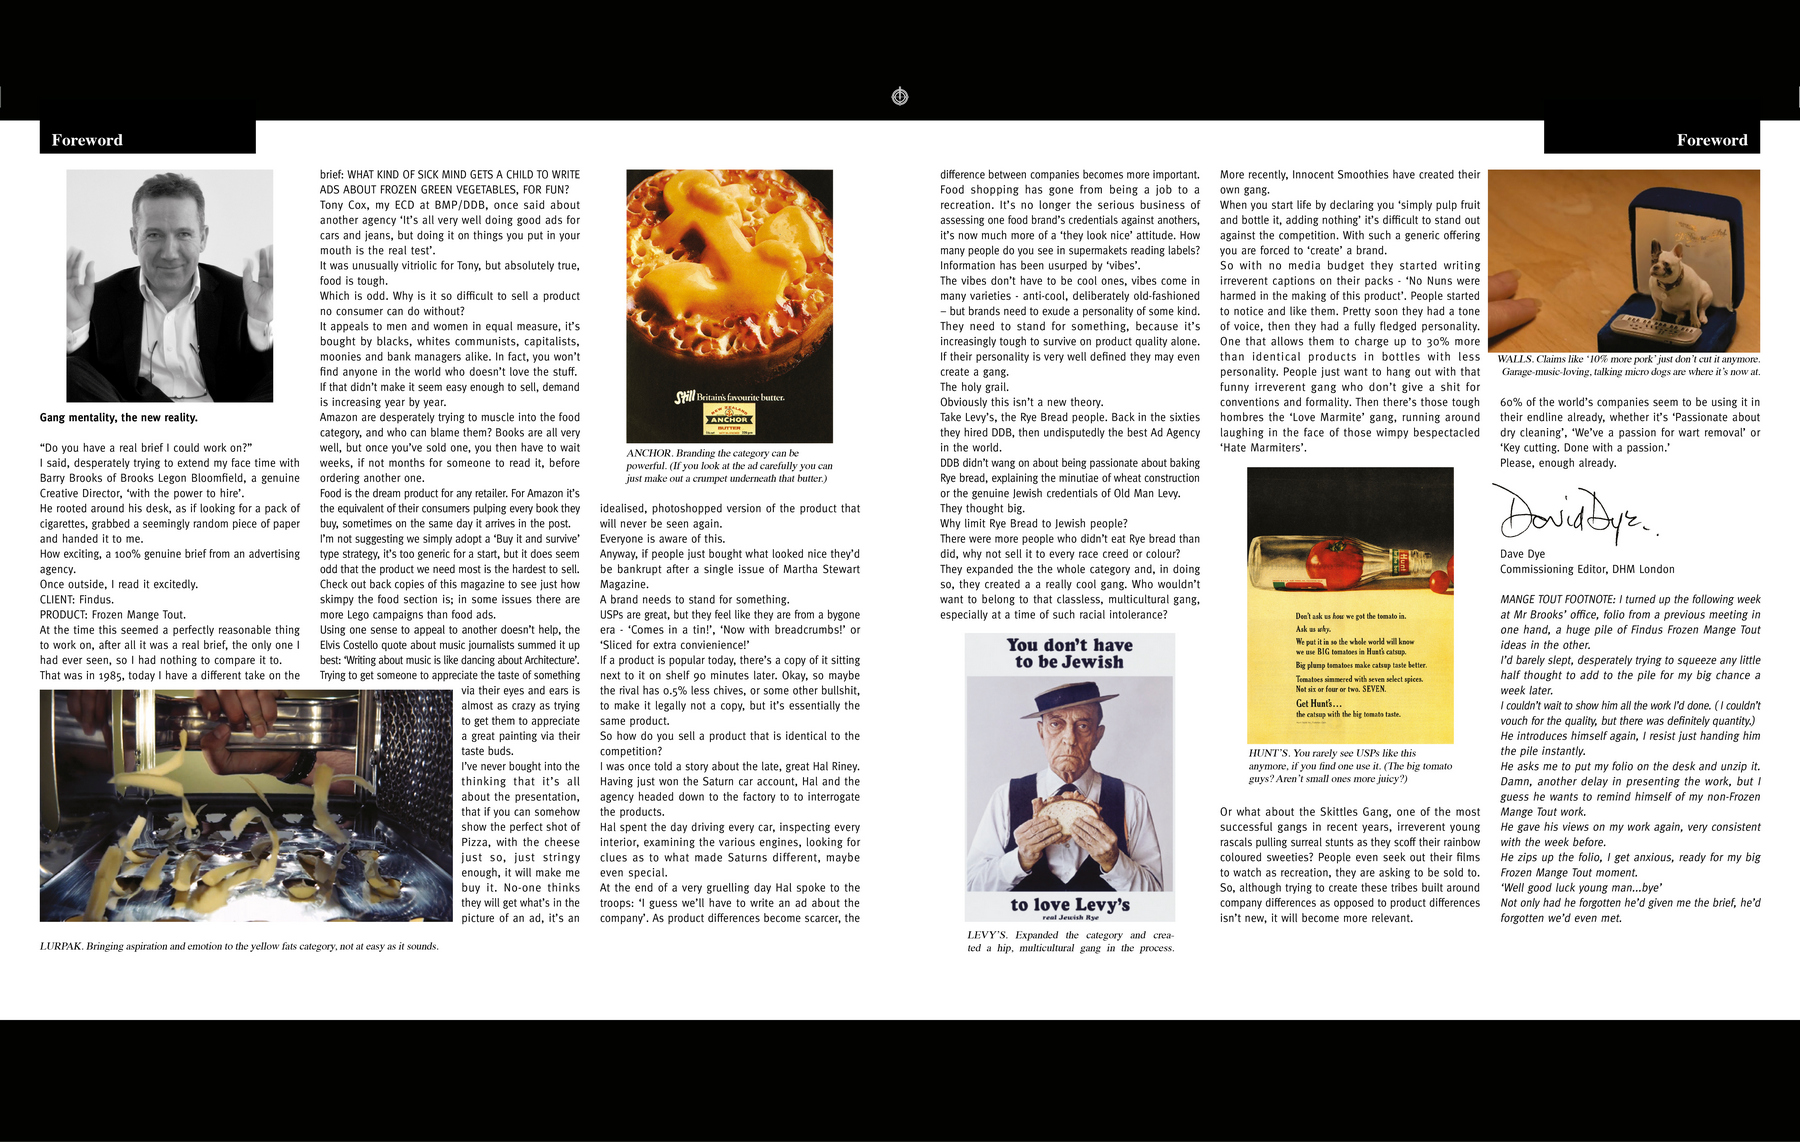 Foreword
Foreword
Gang mentality, the new reality.
“Do you have a real brief I could work on?”
I said, desperately trying to extend my face time with
Barry Brooks of Brooks Legon Bloomfield, a genuine
Creative Director, ‘with the power to hire’.
He rooted around his desk, as if looking for a pack of
cigarettes, grabbed a seemingly random piece of paper
and handed it to me.
How exciting, a 100% genuine brief from an advertising
agency.
Once outside, I read it excitedly.
CLIENT: Findus.
PRODUCT: Frozen Mange Tout.
At the time this seemed a perfectly reasonable thing
to work on, after all it was a real brief, the only one I
had ever seen, so I had nothing to compare it to.
That was in 1985, today I have a different take on the
LURPAK. Bringing aspiration and emotion to the yellow fats category, not at easy as it sounds.
brief: WHAT KIND OF SICK MIND GETS A CHILD TO WRITE
ADS ABOUT FROZEN GREEN VEGETABLES, FOR FUN?
Tony Cox, my ECD at BMP/DDB, once said about
another agency ‘It’s all very well doing good ads for
cars and jeans, but doing it on things you put in your
mouth is the real test’.
It was unusually vitriolic for Tony, but absolutely true,
food is tough.
Which is odd. Why is it so difficult to sell a product
no consumer can do without?
It appeals to men and women in equal measure, it’s
bought by blacks, whites communists, capitalists,
moonies and bank managers alike. In fact, you won’t
find anyone in the world who doesn’t love the stuff.
If that didn’t make it seem easy enough to sell, demand
is increasing year by year.
Amazon are desperately trying to muscle into the food
category, and who can blame them? Books are all very
well, but once you’ve sold one, you then have to wait
weeks, if not months for someone to read it, before
ordering another one.
Food is the dream product for any retailer. For Amazon it’s
the equivalent of their consumers pulping every book they
buy, sometimes on the same day it arrives in the post.
I’m not suggesting we simply adopt a ‘Buy it and survive’
type strategy, it’s too generic for a start, but it does seem
odd that the product we need most is the hardest to sell.
Check out back copies of this magazine to see just how
skimpy the food section is; in some issues there are
more Lego campaigns than food ads.
Using one sense to appeal to another doesn’t help, the
Elvis Costello quote about music journalists summed it up
best: ‘Writing about music is like dancing about Architecture’.
Trying to get someone to appreciate the taste of something
via their eyes and ears is
almost as crazy as trying
to get them to appreciate
a great painting via their
taste buds.
I’ve never bought into the
thinking that it’s all
about the presentation,
that if you can somehow
show the perfect shot of
Pizza, with the cheese
just so, just stringy
enough, it will make me
buy it. No-one thinks
they will get what’s in the
picture of an ad, it’s an
Still Britain’s favourite butter.
ANCHOR
BUTTER
ANCHOR. Branding the category can be
powerful. (If you look at the ad carefully you can
just make out a crumpet underneath that butter.)
idealised, photoshopped version of the product that
will never be seen again.
Everyone is aware of this.
Anyway, if people just bought what looked nice they’d
be bankrupt after a single issue of Martha Stewart
Magazine.
A brand needs to stand for something.
USPs are great, but they feel like they are from a bygone
era - ‘Comes in a tin!’, ‘Now with breadcrumbs!’ or
‘Sliced for extra convienience!’
If a product is popular today, there’s a copy of it sitting
next to it on shelf 90 minutes later. Okay, so maybe
the rival has 0.5% less chives, or some other bullshit,
to make it legally not a copy, but it’s essentially the
same product.
So how do you sell a product that is identical to the
competition?
I was once told a story about the late, great Hal Riney.
Having just won the Saturn car account, Hal and the
agency headed down to the factory to to interrogate
the products.
Hal spent the day driving every car, inspecting every
interior, examining the various engines, looking for
clues as to what made Saturns different, maybe
even special.
At the end of a very gruelling day Hal spoke to the
troops: ‘I guess we’ll have to write an ad about the
company’. As product differences become scarcer, the
difference between companies becomes more important.
Food shopping has gone from being a job to a
recreation. It’s no longer the serious business of
assessing one food brand’s credentials against anothers,
it’s now much more of a ‘they look nice’ attitude. How
many people do you see in supermakets reading labels?
Information has been usurped by ‘vibes’.
The vibes don’t have to be cool ones, vibes come in
many varieties - anti-cool, deliberately old-fashioned
– but brands need to exude a personality of some kind.
They need to stand for something, because it’s
increasingly tough to survive on product quality alone.
If their personality is very well defined they may even
create a gang.
The holy grail.
Obviously this isn’t a new theory.
Take Levy’s, the Rye Bread people. Back in the sixties
they hired DDB, then undisputedly the best Ad Agency
in the world.
DDB didn’t wang on about being passionate about baking
Rye bread, explaining the minutiae of wheat construction
or the genuine Jewish credentials of Old Man Levy.
They thought big.
Why limit Rye Bread to Jewish people?
There were more people who didn’t eat Rye bread than
did, why not sell it to every race creed or colour?
They expanded the the whole category and, in doing
so, they created a a really cool gang. Who wouldn’t
want to belong to that classless, multicultural gang,
especially at a time of such racial intolerance?
You don’t have
to be Jewish
to love Levy’s
real Jewish Rye
LEVY’S. Expanded the category and crea-
ted a hip, multicultural gang in the process.
More recently, Innocent Smoothies have created their
own gang.
When you start life by declaring you ‘simply pulp fruit
and bottle it, adding nothing’ it’s difficult to stand out
against the competition. With such a generic offering
you are forced to ‘create’ a brand.
So with no media budget they started writing
irreverent captions on their packs - ‘No Nuns were
harmed in the making of this product’. People started
to notice and like them. Pretty soon they had a tone
of voice, then they had a fully fledged personality.
One that allows them to charge up to 30% more
than identical products in bottles with less
personality. People just want to hang out with that
funny irreverent gang who don’t give a shit for
conventions and formality. Then there’s those tough
hombres the ‘Love Marmite’ gang, running around
laughing in the face of those wimpy bespectacled
‘Hate Marmiters’.
Hunt’s
Don’t ask us how we got the tomato in.
Ask us why.
We put it in so the whole world will know
we use BIG tomatoes in Hunt’s catsup.
Big plump tomatoes make catsup taste better.
Tomatoes simmered with seven select spices.
Not six or four or two. SEVEN.
Get Hunt’s...
the catsup with the big tomato taste.
HUNT’S. You rarely see USPs like this
anymore, if you find one use it. (The big tomato
guys? Aren’t small ones more juicy?)
Or what about the Skittles Gang, one of the most
successful gangs in recent years, irreverent young
rascals pulling surreal stunts as they scoff their rainbow
coloured sweeties? People even seek out their films
to watch as recreation, they are asking to be sold to.
So, although trying to create these tribes built around
company differences as opposed to product differences
isn’t new, it will become more relevant.
WALLS. Claims like ‘10% more pork’ just don’t cut it anymore.
Garage-music-loving, talking micro dogs are where it’s now at.
60% of the world’s companies seem to be using it in
their endline already, whether it’s ‘Passionate about
dry cleaning’, ‘We’ve a passion for wart removal’ or
‘Key cutting. Done with a passion.’
Please, enough already.
David Dye.
Dave Dye
Commissioning Editor, DHM London
MANGE TOUT FOOTNOTE: I turned up the following week
at Mr Brooks’ office, folio from a previous meeting in
one hand, a huge pile of Findus Frozen Mange Tout
ideas in the other.
I’d barely slept, desperately trying to squeeze any little
half thought to add to the pile for my big chance a
week later.
I couldn’t wait to show him all the work I’d done. ( I couldn’t
vouch for the quality, but there was definitely quantity.)
He introduces himself again, I resist just handing him
the pile instantly.
He asks me to put my folio on the desk and unzip it.
Damn, another delay in presenting the work, but I
guess he wants to remind himself of my non-Frozen
Mange Tout work.
He gave his views on my work again, very consistent
with the week before.
He zips up the folio, I get anxious, ready for my big
Frozen Mange Tout moment.
‘Well good luck young man...bye’
Not only had he forgotten he’d given me the brief, he’d
forgotten we’d even met.